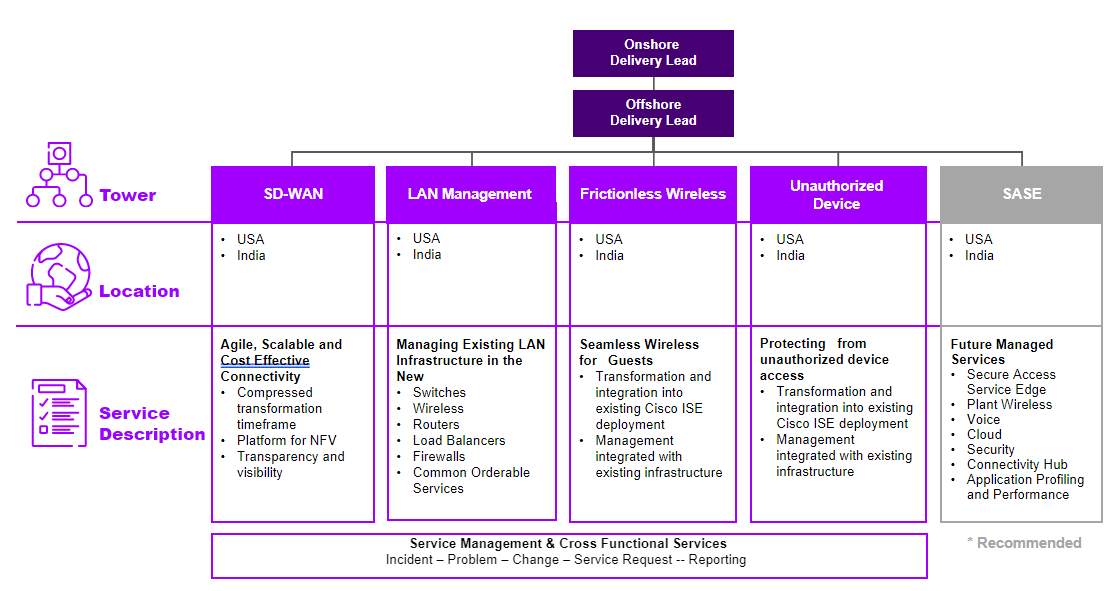 Onshore
Delivery Lead
Offshore
Delivery Lead
Tower
SD-WAN
LAN Management
Frictionless Wireless
Unauthorized
Device
SASE
Location
• USA
• India
• USA
• India
• USA
• India
• USA
• India
• USA
• India
Service
Description
Agile, Scalable and
Cost Effective
Connectivity
• Compressed
transformation
timeframe
• Platform for NFV
• Transparency and
visibility
Managing Existing LAN
Infrastructure in the
New
• Switches
• Wireless
• Routers
• Load Balancers
• Firewalls
• Common Orderable
Services
Seamless Wireless
for Guests
• Transformation and
integration into
existing Cisco ISE
deployment
• Management
integrated with
existing infrastructure
Protecting from
unauthorized device
access
• Transformation and
integration into existing
Cisco ISE deployment
• Management
integrated with existing
infrastructure
Future Managed
Services
• Secure Access
Service Edge
• Plant Wireless
• Voice
• Cloud
• Security
• Connectivity Hub
• Application Profiling
and Performance
Service Management & Cross Functional Services
Incident – Problem – Change – Service Request -- Reporting
* Recommended